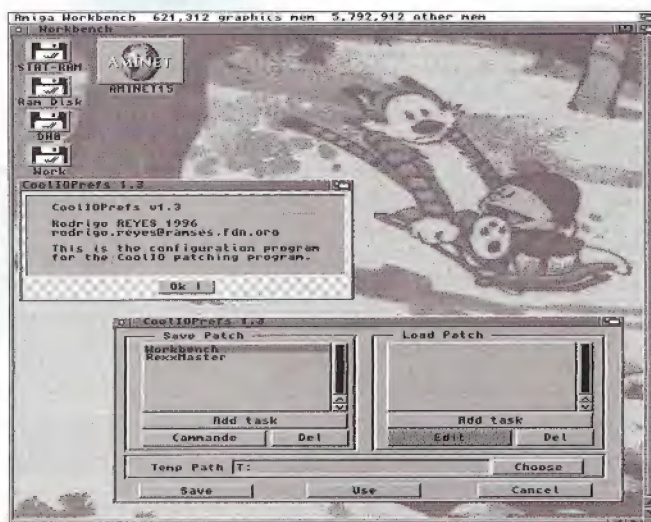 Amiga Workbench 621,312 graphics mem 5,792,912 other mem
Workbench
STAT-RAM
AMINET
AMINET15
Ram Disk
DH0
Work
CoolIOPrefs 1.3
CoolIOPrefs v1.3
Rodrigo REYES 1996
rodrigo.reyes@ramses.fdn.org
This is the configuration program
for the CoolIO patching program.
Ok !
CoolIOPrefs 1.3
Save Patch
Load Patch
Workbench
RexxMaster
Add task
Add task
Commande
Del
Edit
Del
Temp Path T:
Choose
Save
Use
Cancel